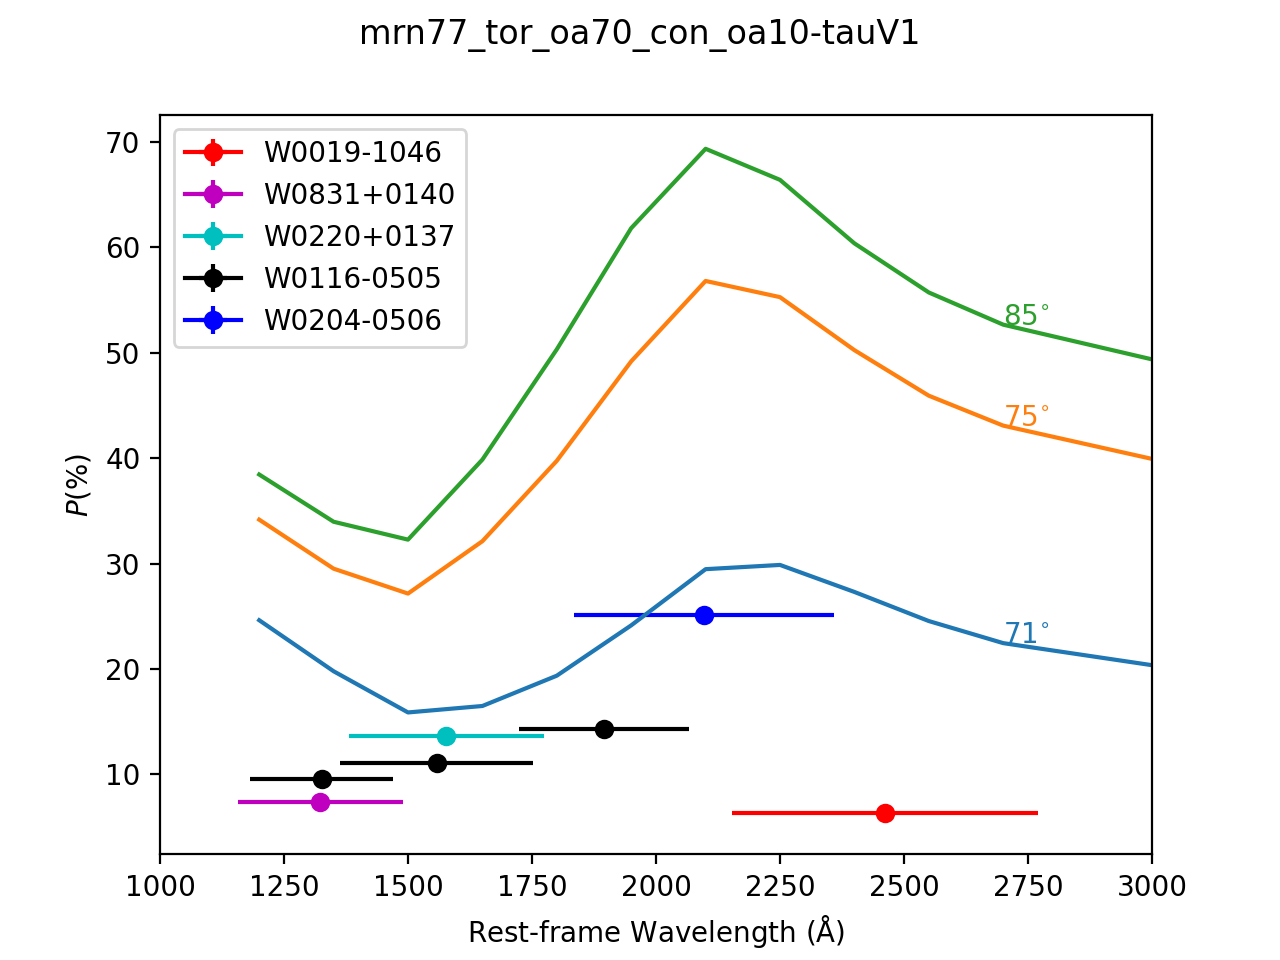 mrn77_tor_oa70_con_oa10-tauV1
70
60
50
40
30
20
10
P(%)
W0019-1046
W0831+0140
W0220+0137
W0116-0505
W0204-0506
85°
75°
71°
1000 1250 1500 1750 2000 2250 2500 2750 3000
Rest-frame Wavelength (Å)